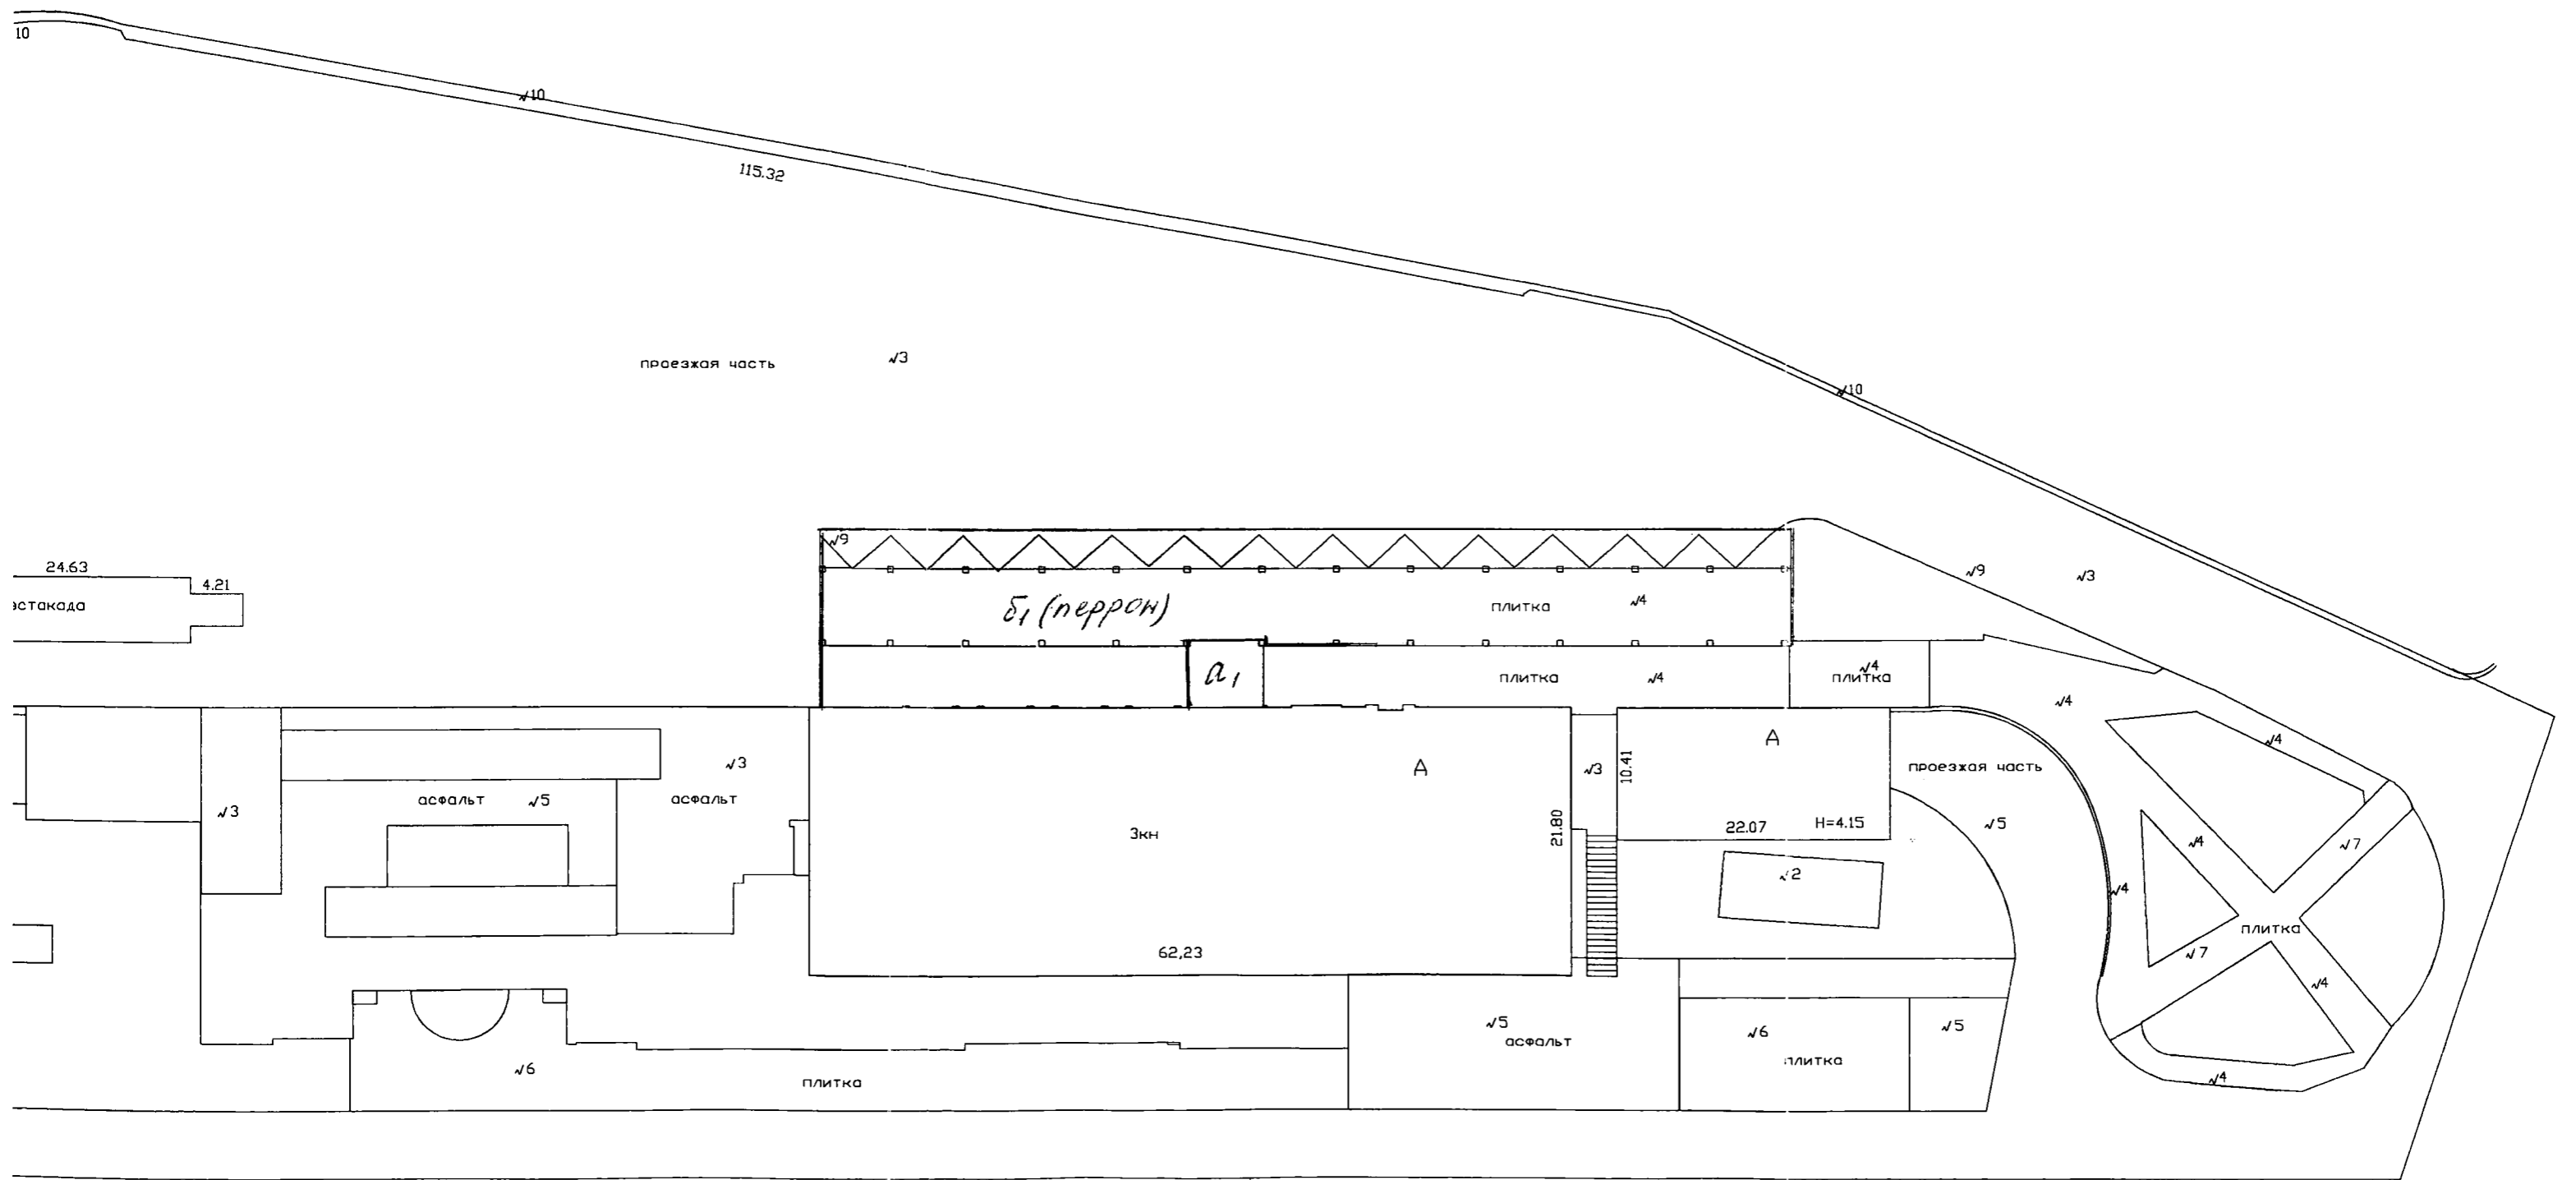 10
√10
115.32
проезжая часть √3
√10
√9
24.63
4.21
√9 √3
эстакада
б₁ (перрон)
плитка √4
а₁
плитка √4
√4
плитка
√4
√4
√3
А
А
√3
10.41
проезжая часть
асфальт √5
асфальт
√3
3кн
21.80
22.07
H=4.15
√5
√4
√7
√2
√4
плитка
62,23
√7
√4
√5
асфальт
√6
плитка
√5
√6
плитка
√4